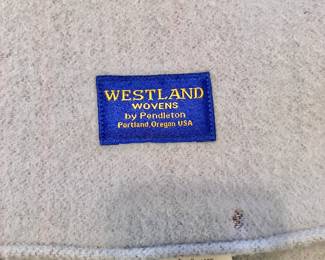 WESTLAND
WOVENS
by Pendleton
Portland, Oregon USA